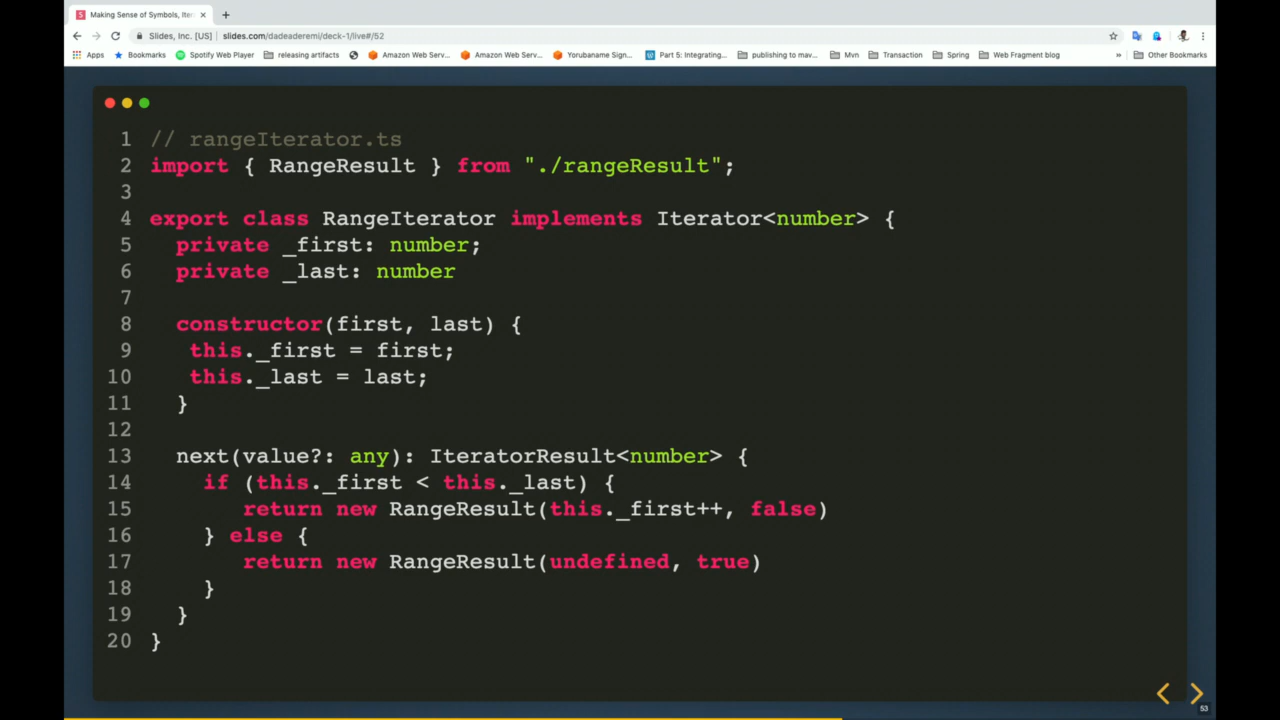 Making Sense of Symbols, Iter
Slides, Inc. [US] slides.com/dadeaderemi/deck-1/live#/52
Apps Bookmarks Spotify Web Player releasing artifacts Amazon Web Serv... Amazon Web Serv... Yorubaname Sign... Part 5: Integrating,... publishing to mav... Mvn Transaction Spring Web Fragment blog » Other Bookmarks
1 // rangeIterator.ts
2 import { RangeResult } from "./rangeResult";
3
4 export class RangeIterator implements Iterator<number> {
5 private _first: number;
6 private _last: number
7
8 constructor(first, last) {
9 this._first = first;
10 this._last = last;
11 }
12
13 next(value?: any): IteratorResult<number> {
14 if (this._first < this._last) {
15 return new RangeResult(this._first++, false)
16 } else {
17 return new RangeResult(undefined, true)
18 }
19 }
20 }
53